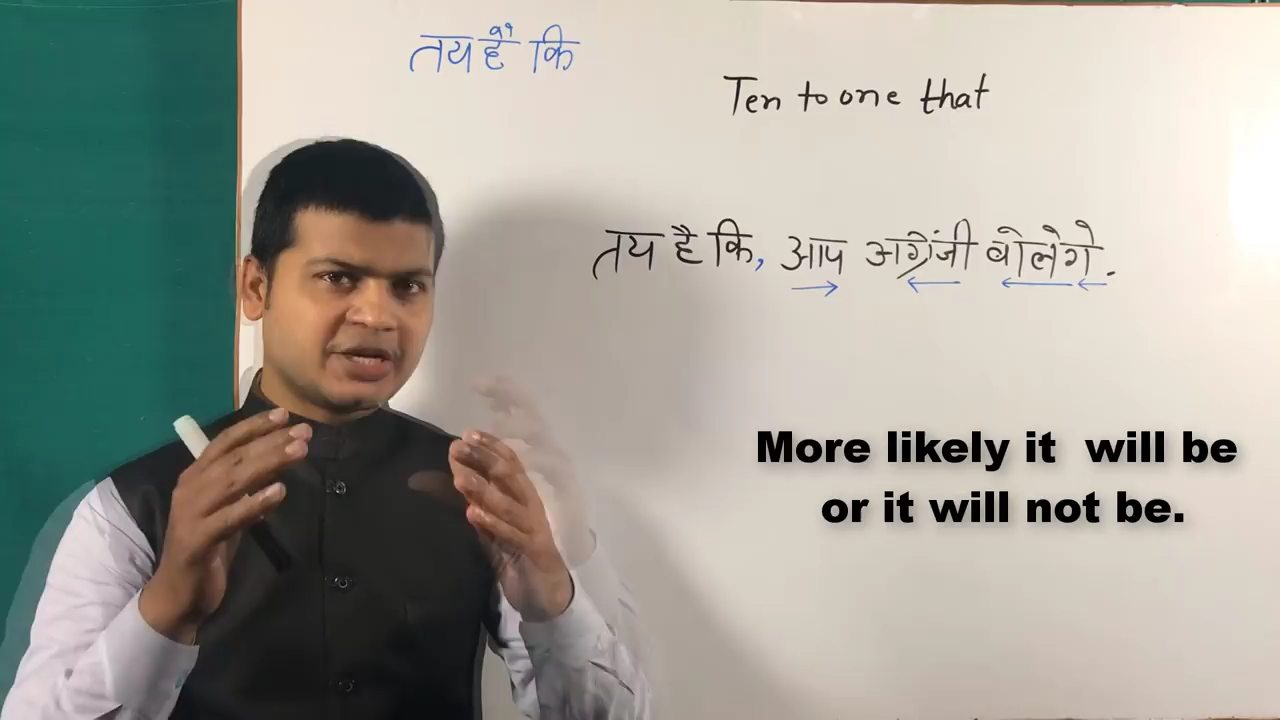 तय है कि
Ten to one that
तय है कि, आप अंग्रेजी बोलेंगे.
More likely it will be
or it will not be.